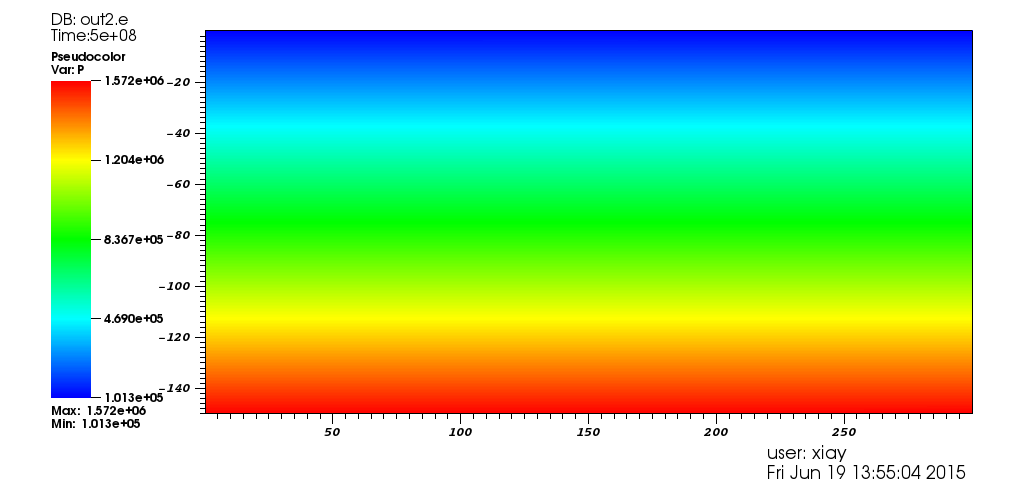 DB: out2.e
Time:5e+08
Pseudocolor
Var: P
1.572e+06
1.204e+06
8.367e+05
4.690e+05
1.013e+05
Max: 1.572e+06
Min: 1.013e+05
-20
-40
-60
-80
-100
-120
-140
50 100 150 200 250
user: xiay
Fri Jun 19 13:55:04 2015